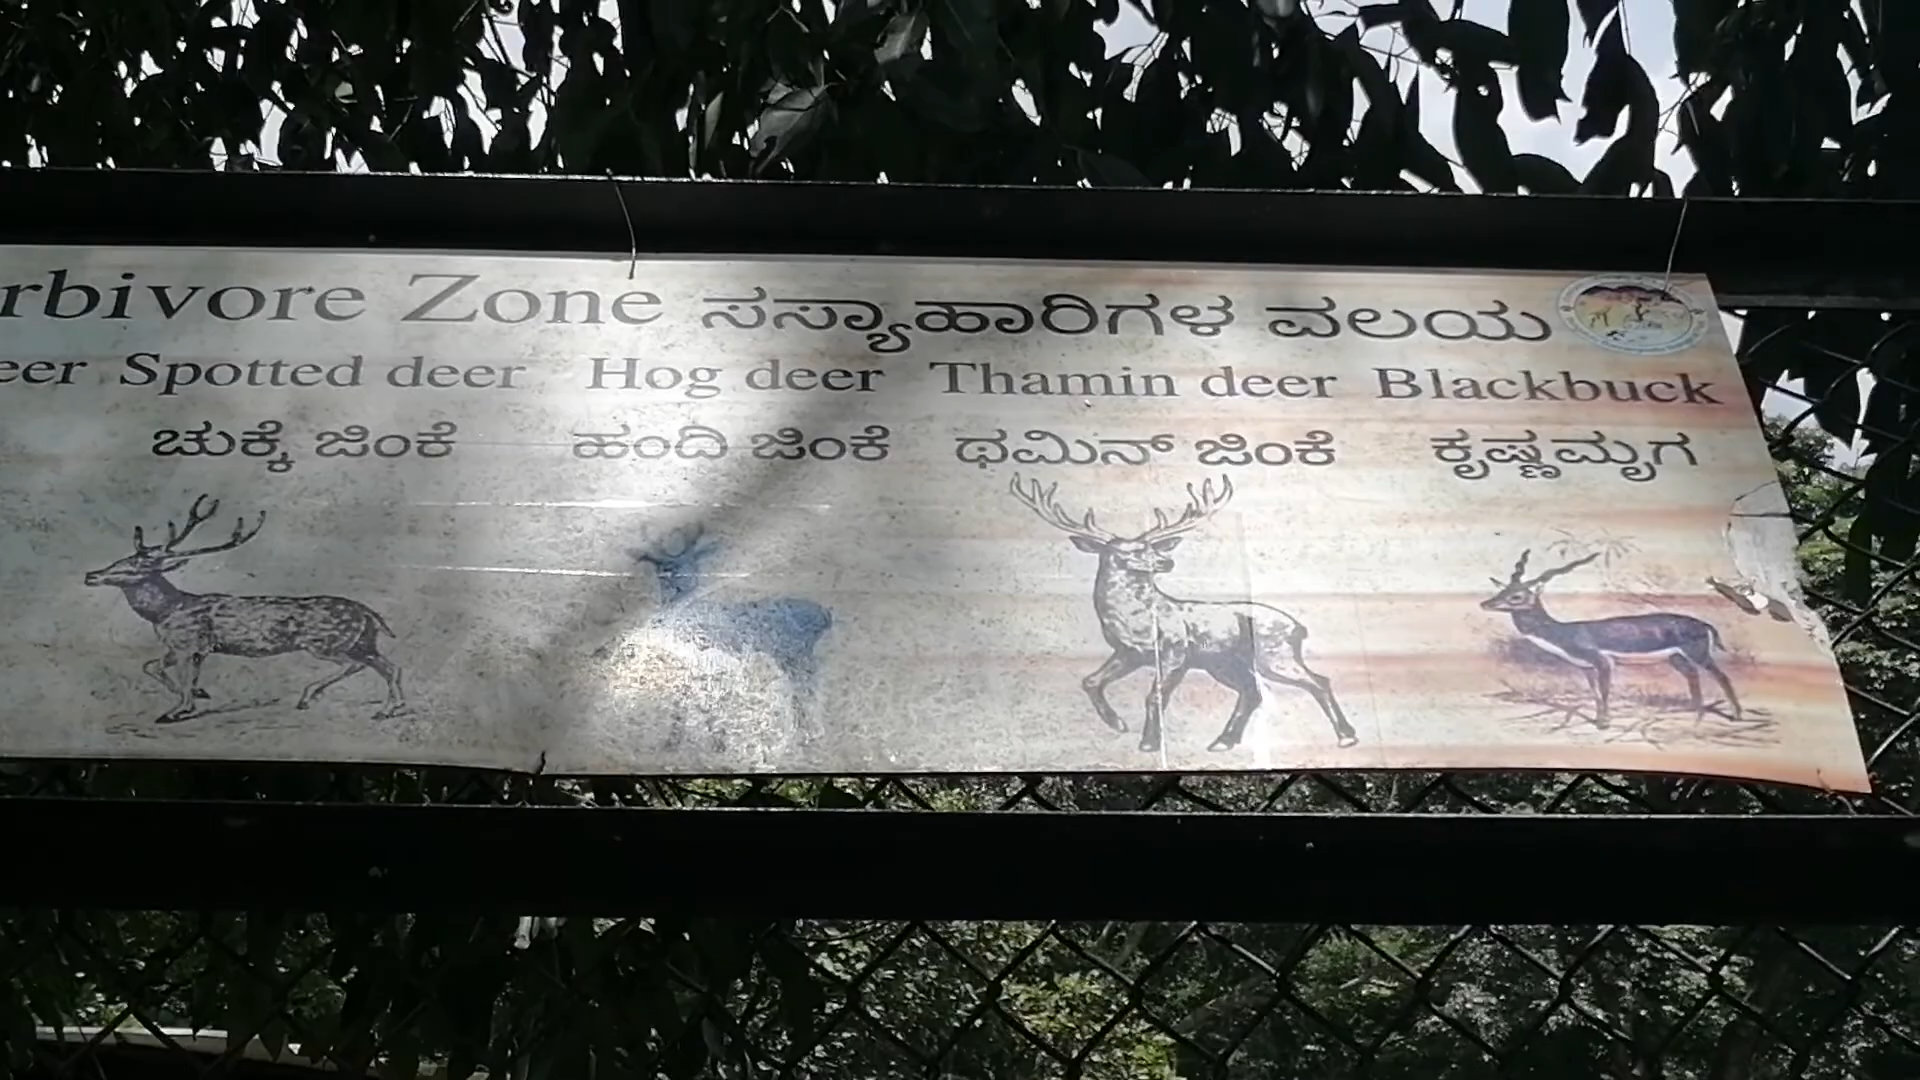 rbivore Zone ಸಸ್ಯಾಹಾರಿಗಳ ವಲಯ
eer Spotted deer Hog deer Thamin deer Blackbuck
ಚುಕ್ಕೆ ಜಿಂಕೆ ಹಂದಿ ಜಿಂಕೆ ಥಮಿನ್ ಜಿಂಕೆ ಕೃಷ್ಣಮೃಗ